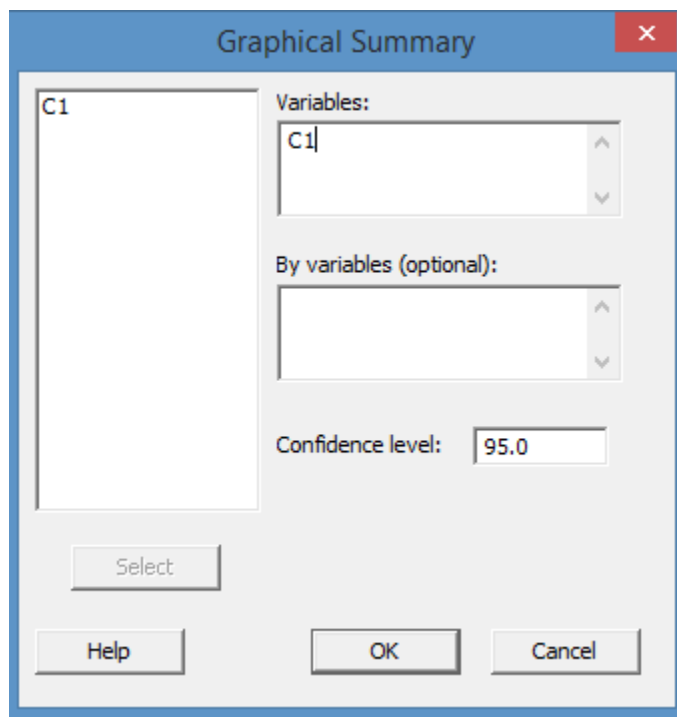 Graphical Summary
C1
Variables:
C1
By variables (optional):
Confidence level: 95.0
Select
Help OK Cancel